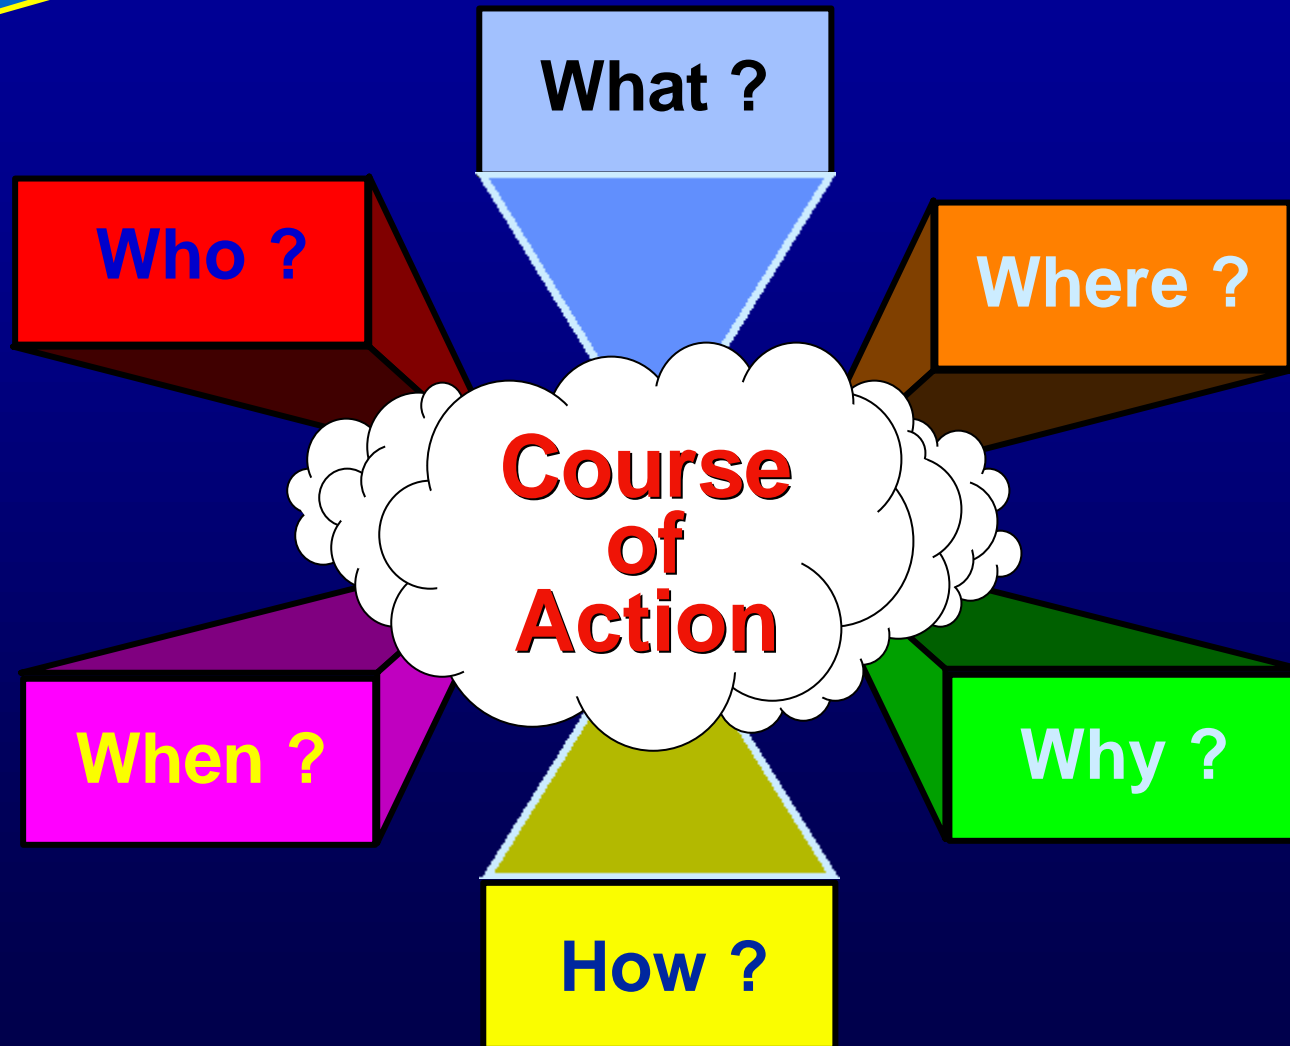 What ?
Who ?
Where ?
Course
of
Action
When ?
Why ?
How ?